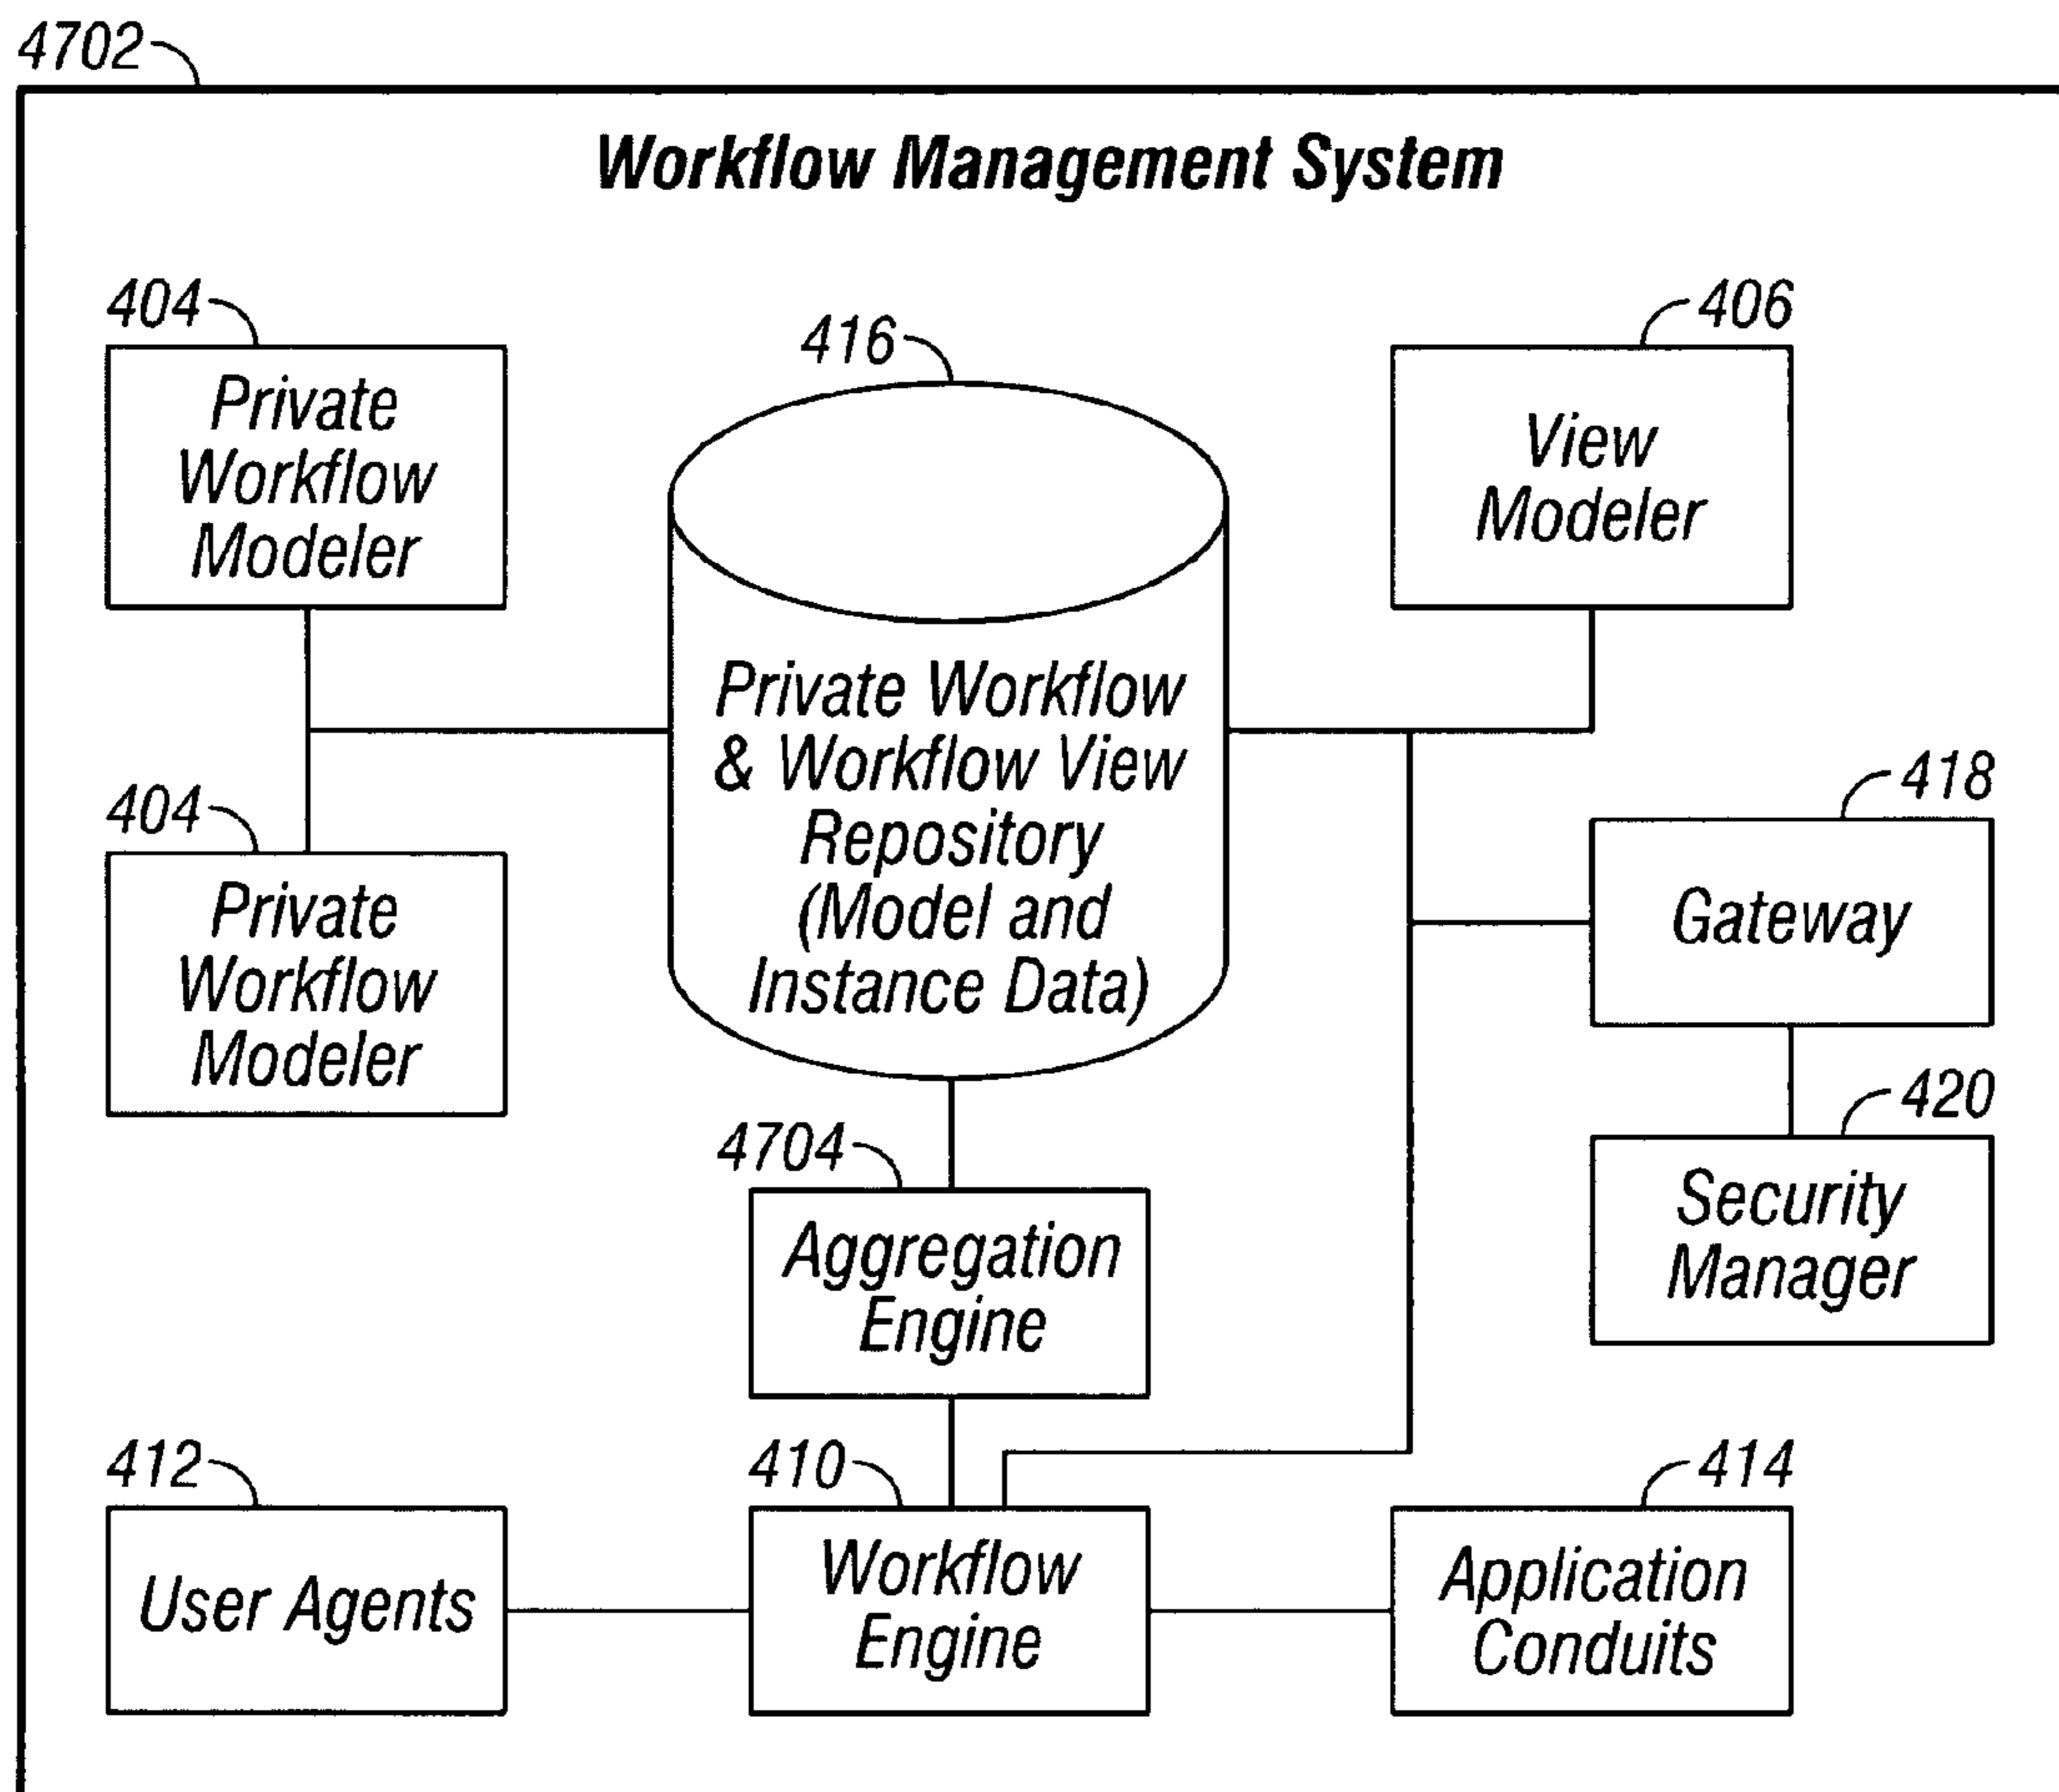 4702
Workflow Management System
404
Private
Workflow
Modeler
416
Private Workflow
& Workflow View
Repository
(Model and
Instance Data)
406
View
Modeler
404
Private
Workflow
Modeler
418
Gateway
420
Security
Manager
4704
Aggregation
Engine
412
User Agents
410
Workflow
Engine
414
Application
Conduits